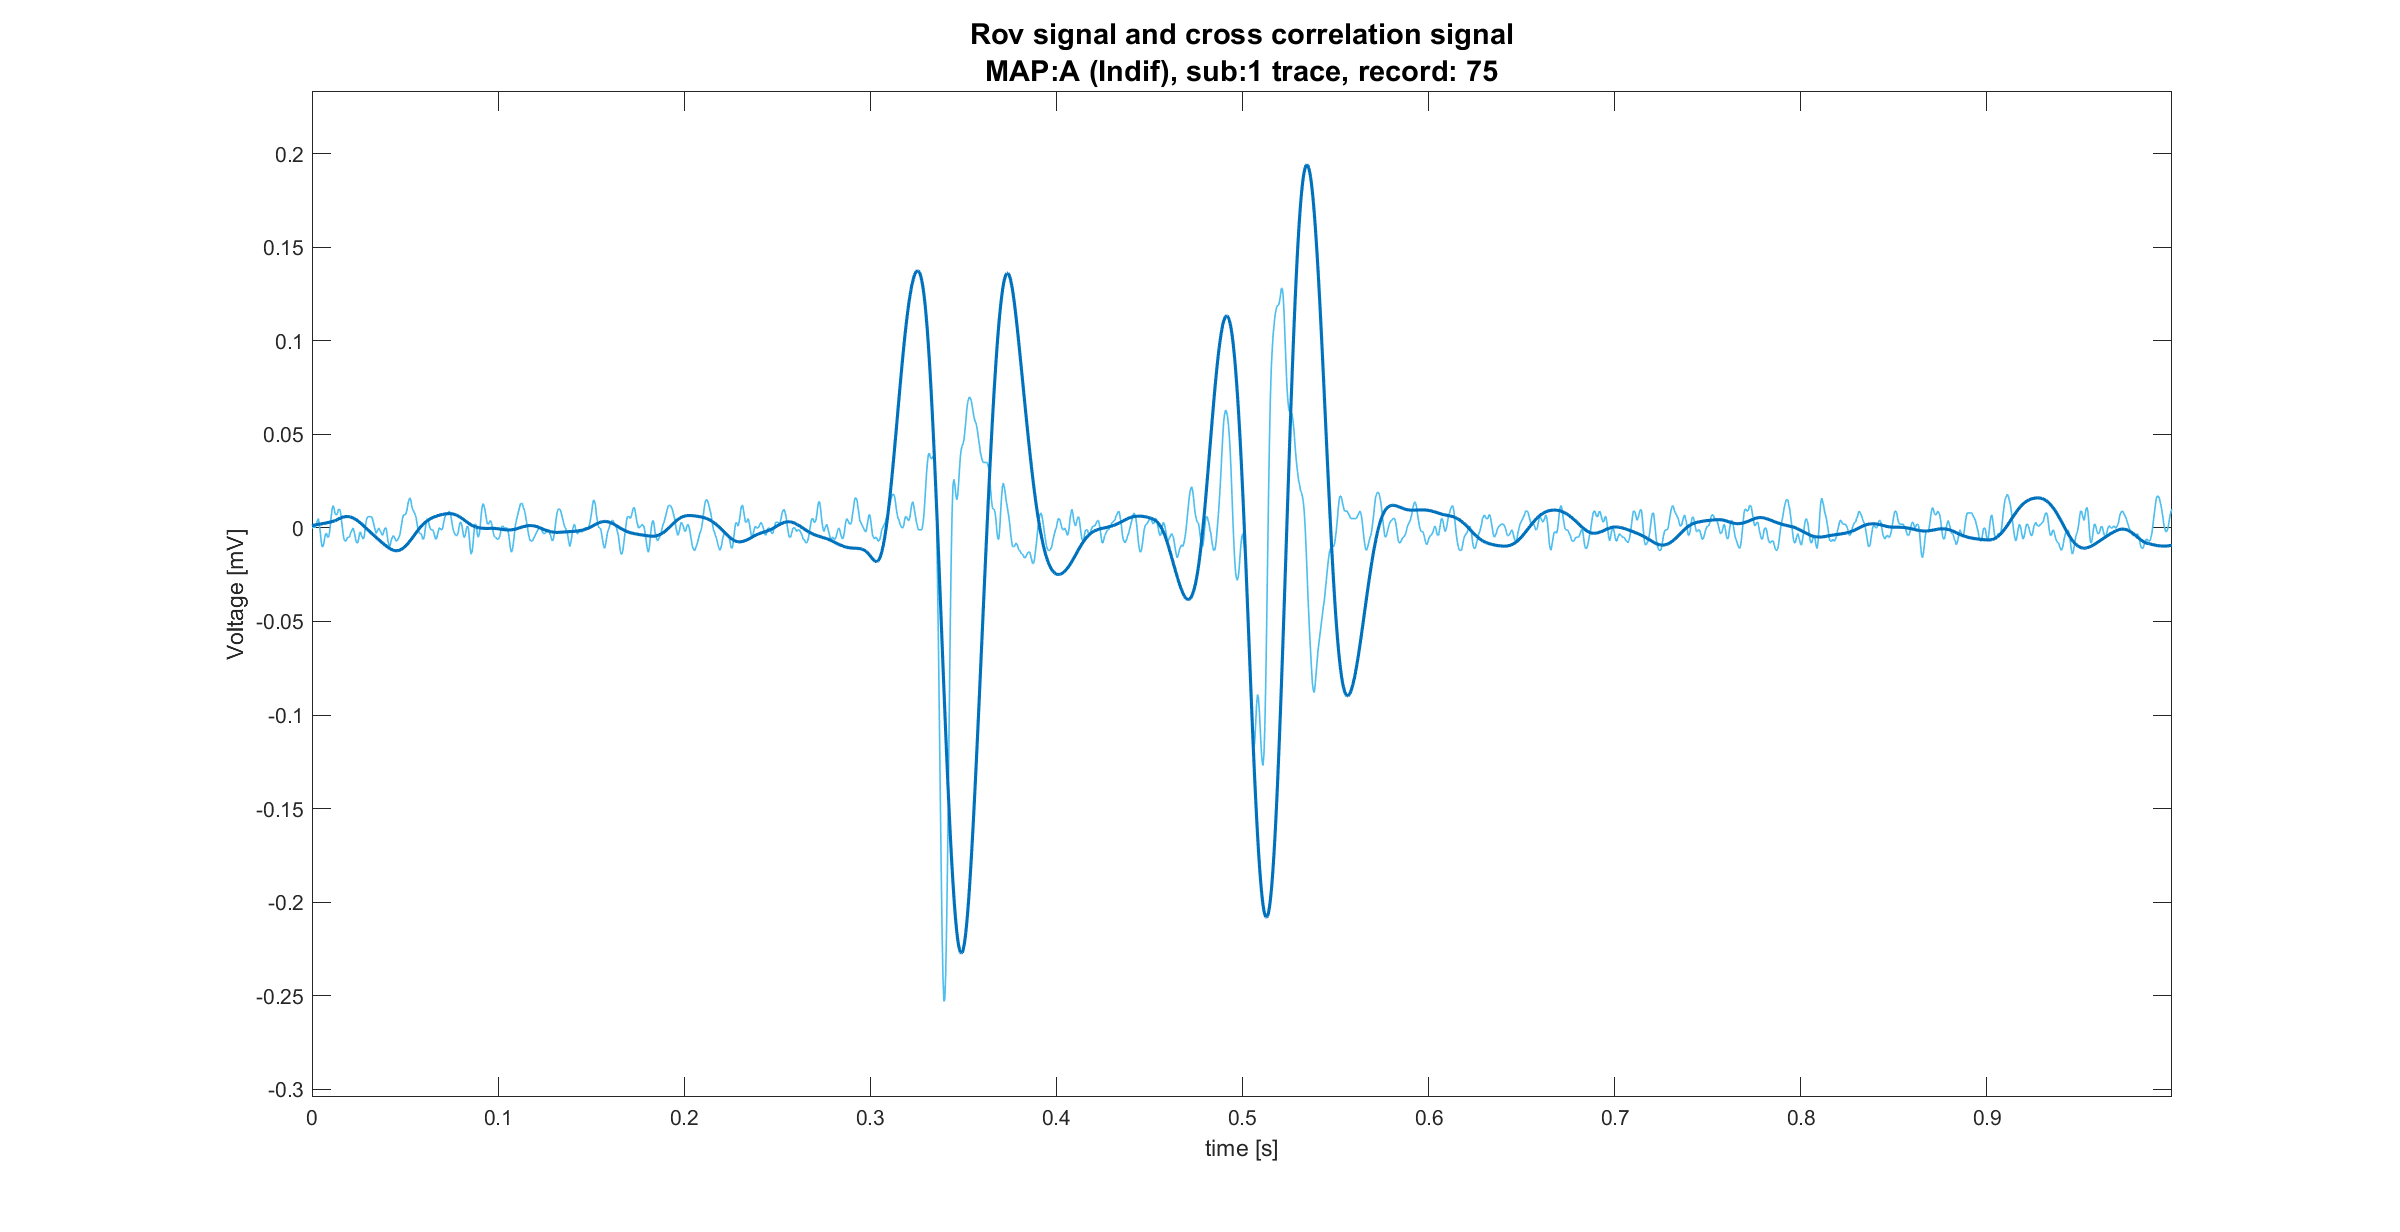 Rov signal and cross correlation signal
MAP:A (Indif), sub:1 trace, record: 75
0.2
0.15
0.1
0.05
0
-0.05
-0.1
-0.15
-0.2
-0.25
-0.3
Voltage [mV]
0 0.1 0.2 0.3 0.4 0.5 0.6 0.7 0.8 0.9
time [s]